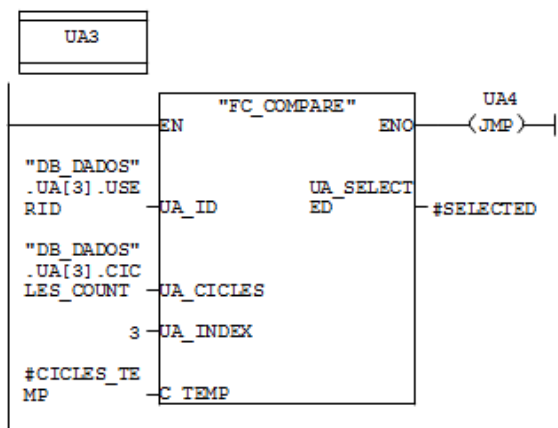 UA3
"FC_COMPARE"
UA4
EN
ENO
(JMP)
"DB_DADOS"
.UA[3].USE
RID
UA_ID
UA_SELECT
ED
#SELECTED
"DB_DADOS"
.UA[3].CIC
LES_COUNT
UA_CICLES
3
UA_INDEX
#CICLES_TE
MP
C_TEMP